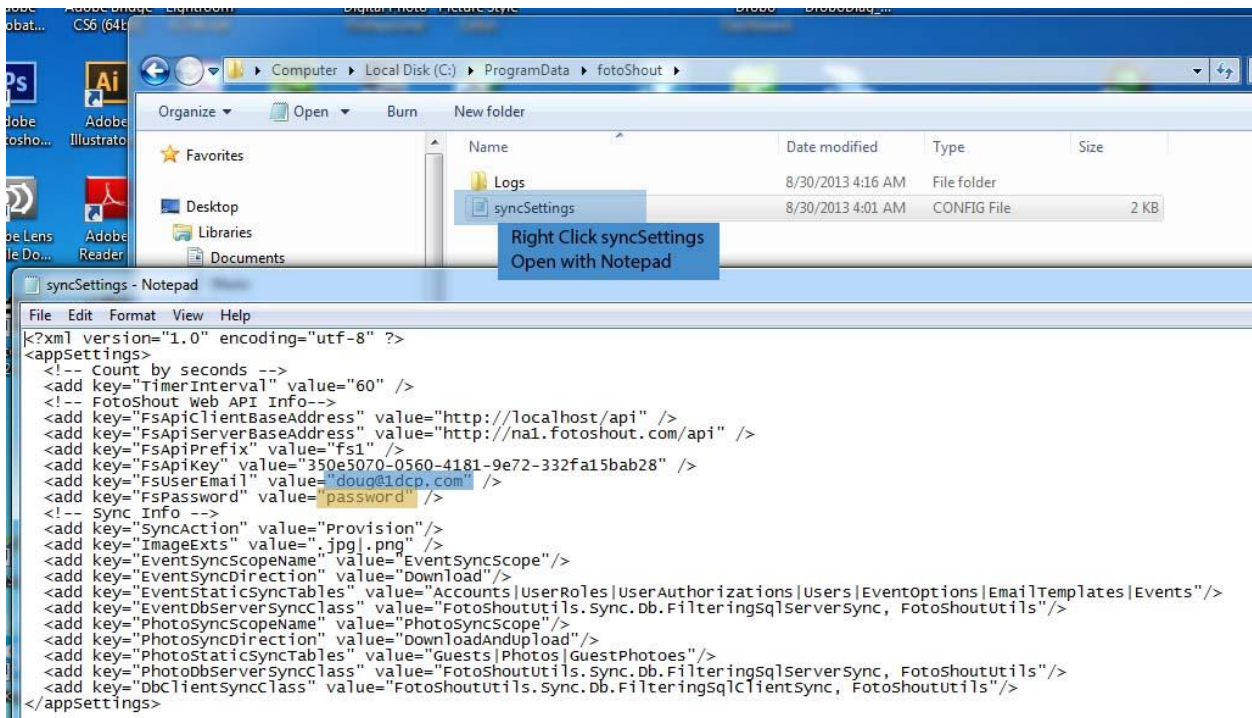 obat...
CS6 (64b
Computer ▸ Local Disk (C:) ▸ ProgramData ▸ fotoShout ▸
Organize
Open
Burn
New folder
Adobe
Illustrato
Name
Date modified
Type
Size
Favorites
Logs
8/30/2013 4:16 AM
File folder
Desktop
syncSettings
8/30/2013 4:01 AM
CONFIG File
2 KB
Libraries
Documents
Adobe
Reader
Right Click syncSettings
Open with Notepad
syncSettings - Notepad
File Edit Format View Help
<?xml version="1.0" encoding="utf-8" ?>
<appSettings>
<!-- Count by seconds -->
<add key="TimerInterval" value="60" />
<!-- FotoShout Web API Info-->
<add key="FsApiClientBaseAddress" value="http://localhost/api" />
<add key="FsApiServerBaseAddress" value="http://na1.fotoshout.com/api" />
<add key="FsApiPrefix" value="fs1" />
<add key="FsApiKey" value="350e5070-0560-4181-9e72-332fa15bab28" />
<add key="FsUserEmail" value="doug@1dcp.com" />
<add key="FsPassword" value="password" />
<!-- Sync Info -->
<add key="SyncAction" value="Provision"/>
<add key="ImageExts" value=".jpg|.png" />
<add key="EventSyncScopeName" value="EventSyncScope"/>
<add key="EventSyncDirection" value="Download"/>
<add key="EventStaticSyncTables" value="Accounts|UserRoles|UserAuthorizations|Users|EventOptions|EmailTemplates|Events"/>
<add key="EventDbServerSyncClass" value="FotoShoutUtils.Sync.Db.FilteringSqlServerSync, FotoShoutUtils"/>
<add key="PhotoSyncScopeName" value="PhotoSyncScope"/>
<add key="PhotoSyncDirection" value="DownloadAndUpload"/>
<add key="PhotoStaticSyncTables" value="Guests|Photos|GuestPhotoes"/>
<add key="PhotoDbServerSyncClass" value="FotoShoutUtils.Sync.Db.FilteringSqlServerSync, FotoShoutUtils"/>
<add key="DbClientSyncClass" value="FotoShoutUtils.Sync.Db.FilteringSqlClientSync, FotoShoutUtils"/>
</appSettings>